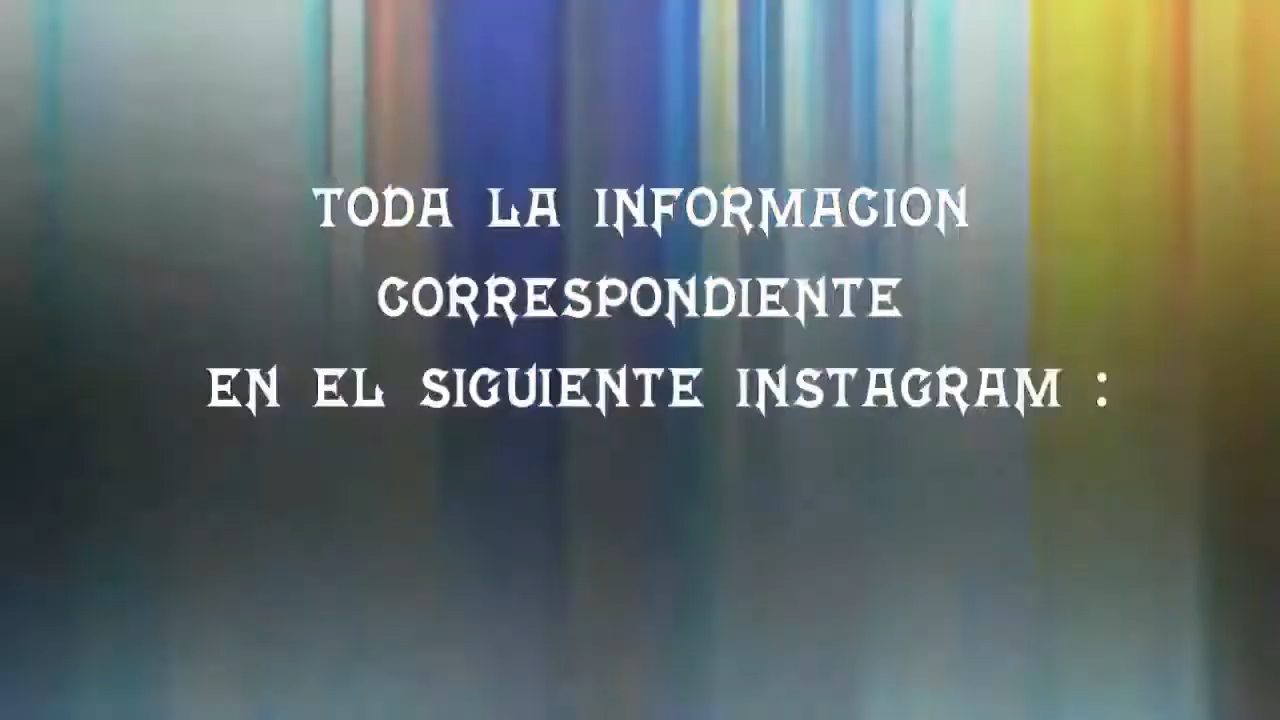 TODA LA INFORMACION
CORRESPONDIENTE
EN EL SIGUIENTE INSTAGRAM :